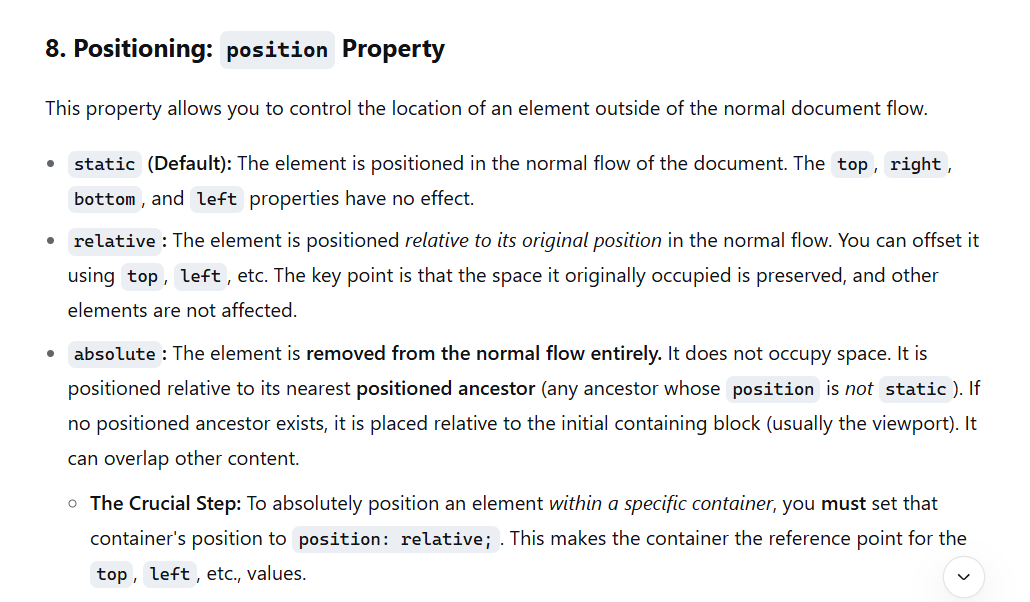 8. Positioning: position Property
This property allows you to control the location of an element outside of the normal document flow.
• static (Default): The element is positioned in the normal flow of the document. The top, right,
bottom, and left properties have no effect.
• relative: The element is positioned relative to its original position in the normal flow. You can offset it
using top, left, etc. The key point is that the space it originally occupied is preserved, and other
elements are not affected.
• absolute: The element is removed from the normal flow entirely. It does not occupy space. It is
positioned relative to its nearest positioned ancestor (any ancestor whose position is not static). If
no positioned ancestor exists, it is placed relative to the initial containing block (usually the viewport). It
can overlap other content.
◦ The Crucial Step: To absolutely position an element within a specific container, you must set that
container's position to position: relative;. This makes the container the reference point for the
top, left, etc., values.